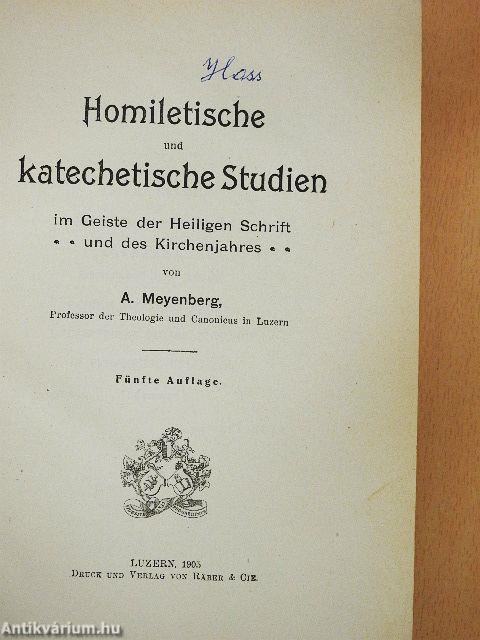 Hass
Homiletische
und
katechetische Studien
im Geiste der Heiligen Schrift
• • und des Kirchenjahres • •
von
A. Meyenberg,
Professor der Theologie und Canonicus in Luzern
Fünfte Auflage.
LUZERN, 1905
DRUCK UND VERLAG VON RÄBER & CIE.
Antikvárium.hu